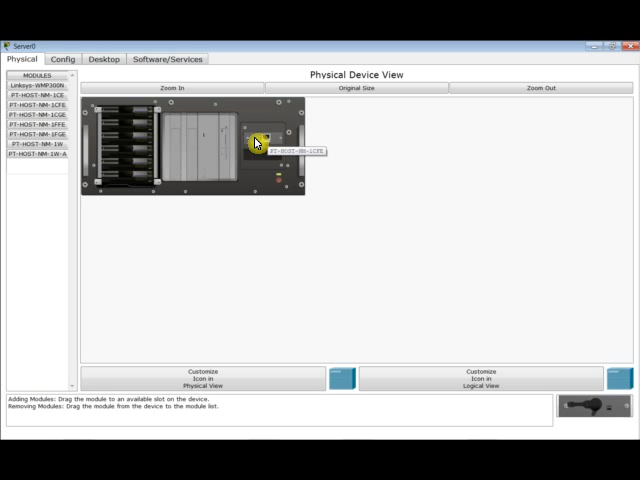 Server0
Physical
Config
Desktop
Software/Services
MODULES
Linksys-WMP300N
PT-HOST-NM-1CE
PT-HOST-NM-1CFE
PT-HOST-NM-1CGE
PT-HOST-NM-1FFE
PT-HOST-NM-1FGE
PT-HOST-NM-1W
PT-HOST-NM-1W-A
Physical Device View
Zoom In
Original Size
Zoom Out
PT-HOST-NM-1CFE
Customize
Icon in
Physical View
Customize
Icon in
Logical View
Adding Modules: Drag the module to an available slot on the device.
Removing Modules: Drag the module from the device to the module list.